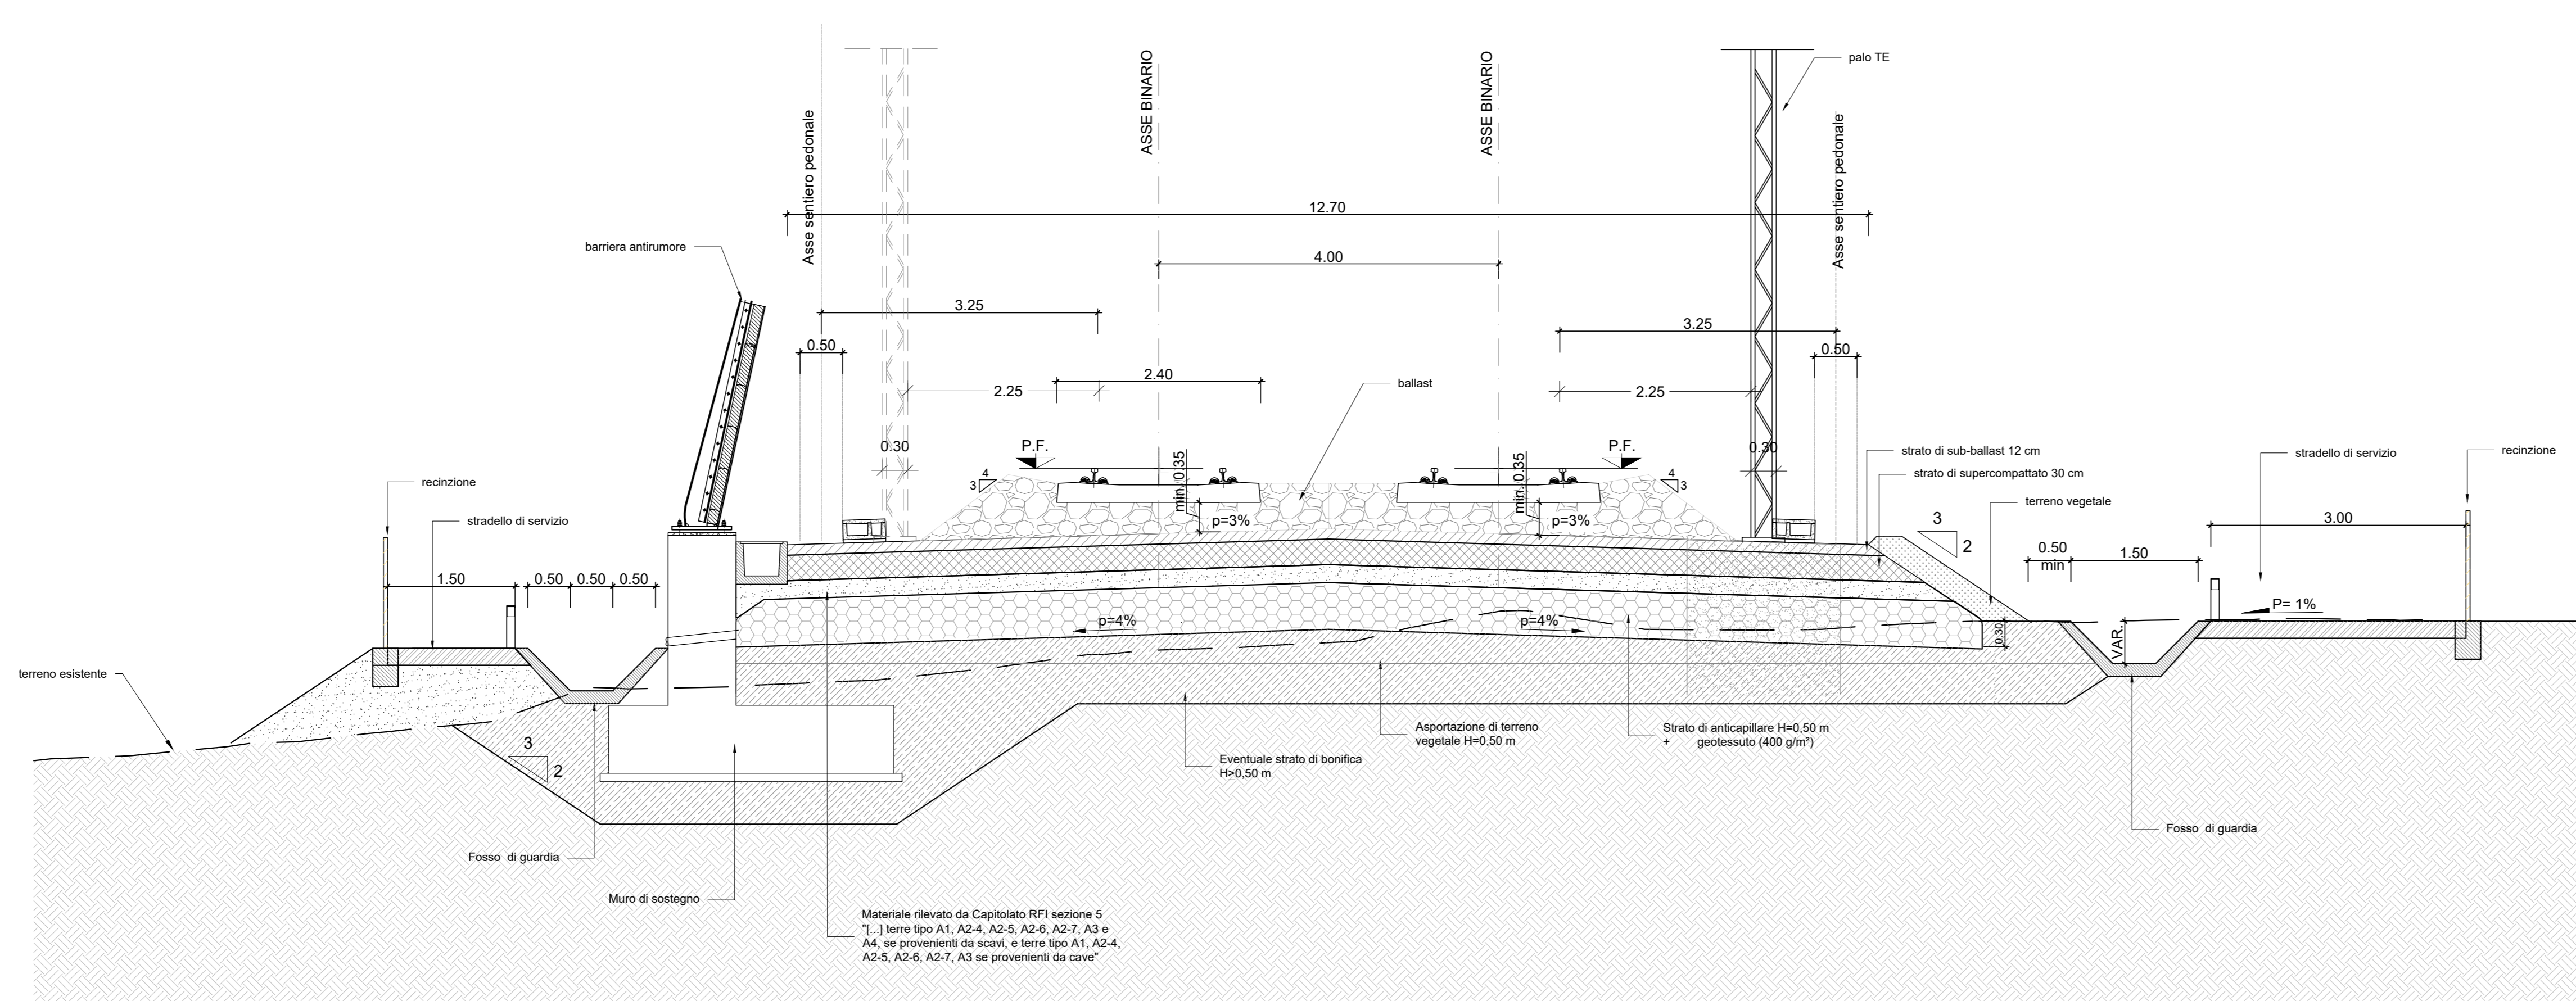 ASSE BINARIO
ASSE BINARIO
palo TE
Asse sentiero pedonale
Asse sentiero pedonale
12.70
barriera antirumore
4.00
3.25
3.25
0.50
0.50
2.40
ballast
2.25
2.25
0.30
P.F.
P.F.
0.30
min. 0.35
min. 0.35
4
3
4
3
strato di sub-ballast 12 cm
strato di supercompattato 30 cm
terreno vegetale
stradello di servizio
recinzione
recinzione
stradello di servizio
p=3%
p=3%
3
2
3.00
0.50
min
1.50
1.50
0.50
0.50
0.50
P= 1%
p=4%
p=4%
0.30
VAR.
terreno esistente
Asportazione di terreno
vegetale H=0,50 m
Strato di anticapillare H=0,50 m
+ geotessuto (400 g/m²)
Eventuale strato di bonifica
H≥0,50 m
3
2
Fosso di guardia
Fosso di guardia
Muro di sostegno
Materiale rilevato da Capitolato RFI sezione 5
"[...] terre tipo A1, A2-4, A2-5, A2-6, A2-7, A3 e
A4, se provenienti da scavi, e terre tipo A1, A2-4,
A2-5, A2-6, A2-7, A3 se provenienti da cave"